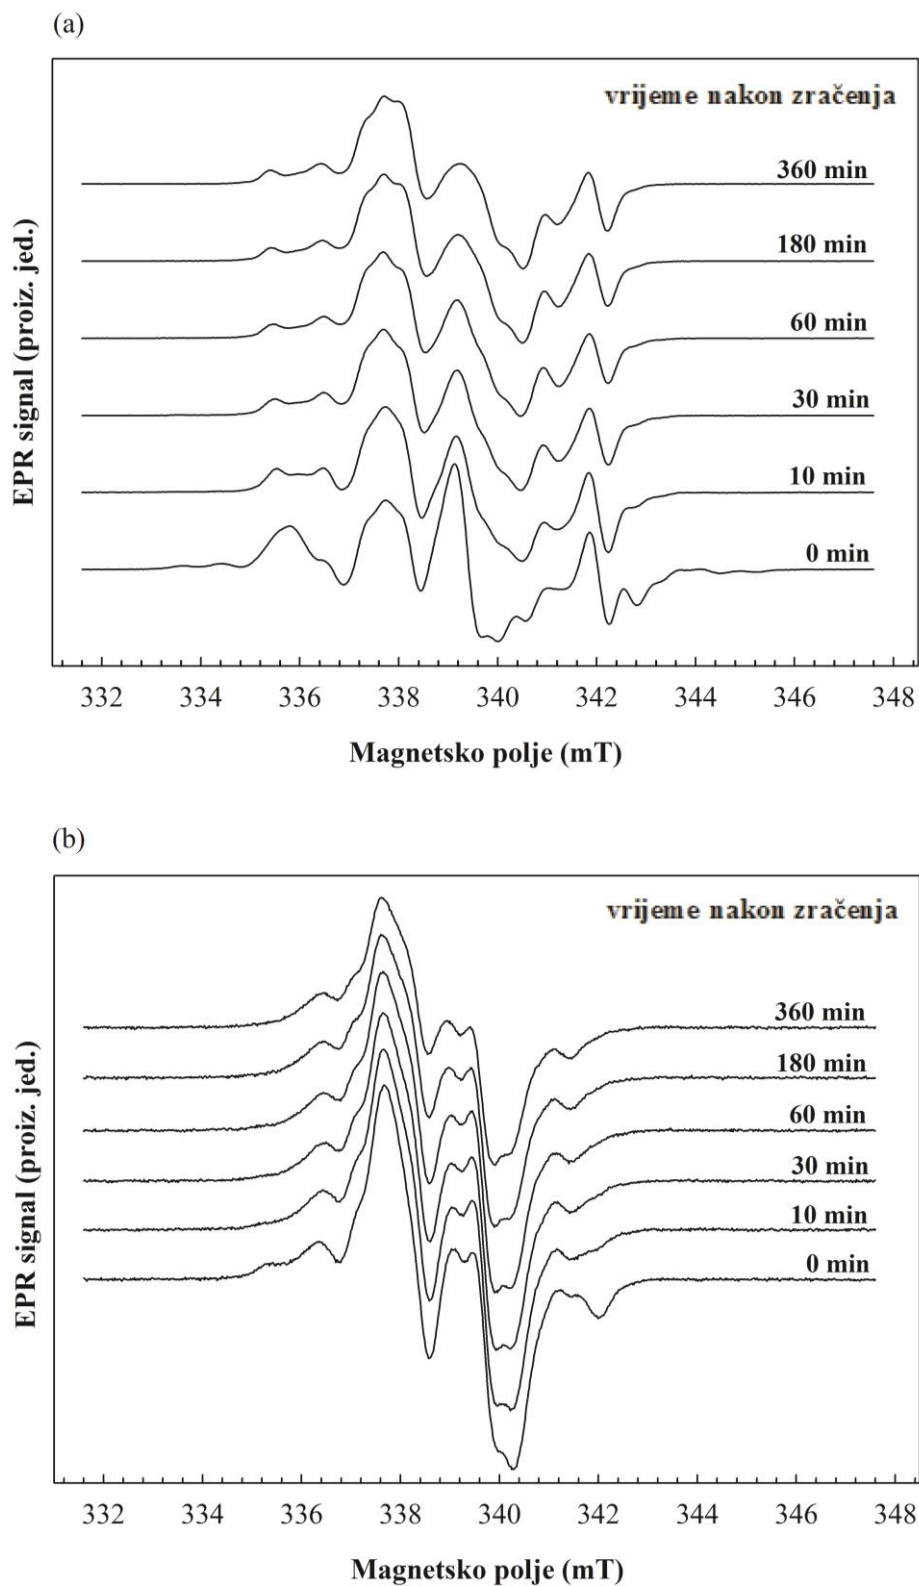 (a)
vrijeme nakon zračenja
360 min
180 min
60 min
30 min
10 min
0 min
EPR signal (proiz. jed.)
332 334 336 338 340 342 344 346 348
Magnetsko polje (mT)
(b)
vrijeme nakon zračenja
360 min
180 min
60 min
30 min
10 min
0 min
EPR signal (proiz. jed.)
332 334 336 338 340 342 344 346 348
Magnetsko polje (mT)